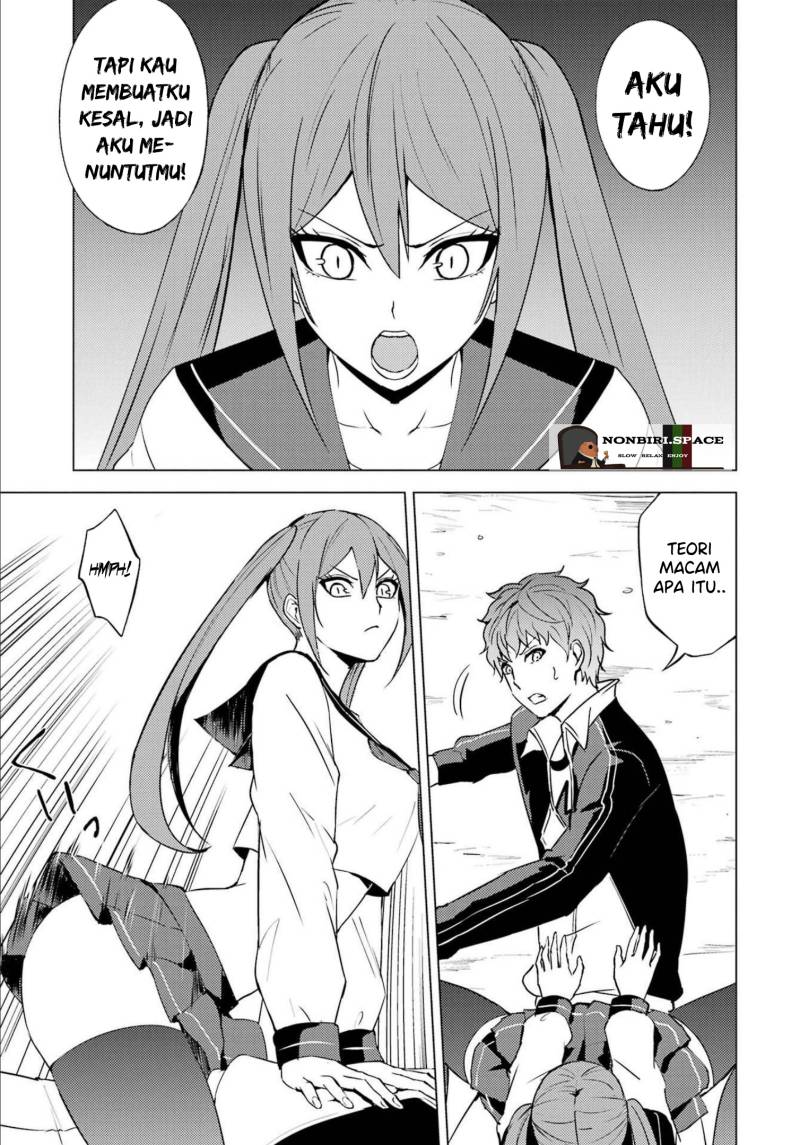 AKU
TAHU!
TAPI KAU
MEMBUATKU
KESAL, JADI
AKU ME-
NUNTUTMU!
NONBIRI.SPACE
SLOW RELAX ENJOY
TEORI
MACAM
APA ITU..
HMPH!